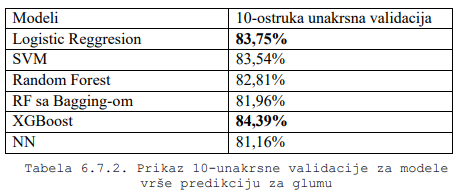 Modeli 10-ostruka unakrsna validacija
Logistic Reggresion 83,75%
SVM 83,54%
Random Forest 82,81%
RF sa Bagging-om 81,96%
XGBoost 84,39%
NN 81,16%
Tabela 6.7.2. Prikaz 10-unakrsne validacije za modele
vrše predikciju za glumu